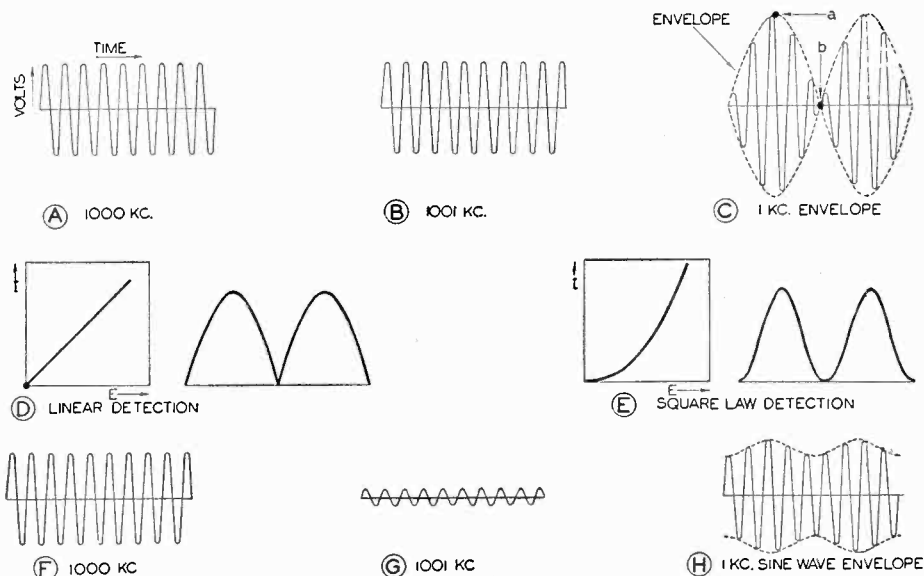 TIME
VOLTS
ENVELOPE
a
b
A 1000 KC.
B 1001 KC.
C 1 KC. ENVELOPE
I
E
D LINEAR DETECTION
I
E
E SQUARE LAW DETECTION
F 1000 KC
G 1001 KC
H 1 KC. SINE WAVE ENVELOPE